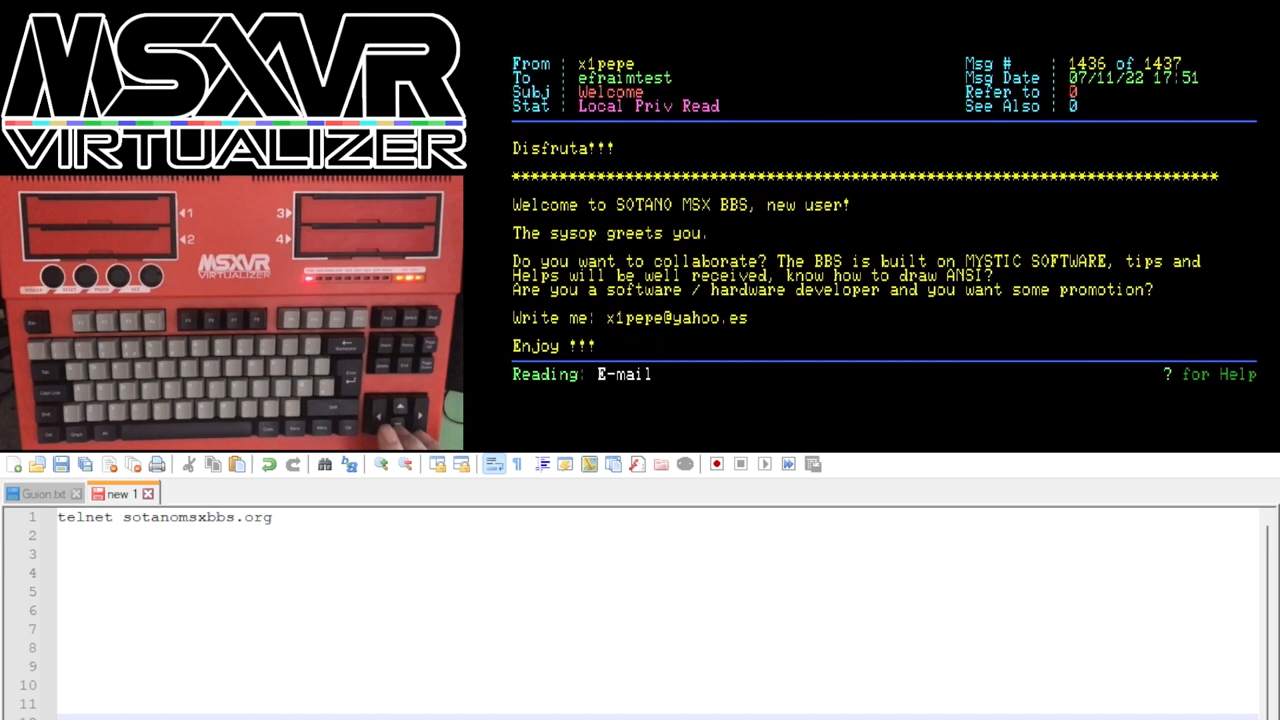 MSXVR
VIRTUALIZER
1
2
3
4
MSXVR
VIRTUALIZER
From : x1pepe
To : efraimtest
Subj : Welcome
Stat : Local Priv Read
Msg # : 1436 of 1437
Msg Date : 07/11/22 17:51
Refer to : 0
See Also : 0
Disfruta!!!
******************************************************************************
Welcome to SOTANO MSX BBS, new user!
The sysop greets you.
Do you want to collaborate? The BBS is built on MYSTIC SOFTWARE, tips and
Helps will be well received, know how to draw ANSI?
Are you a software / hardware developer and you want some promotion?
Write me: x1pepe@yahoo.es
Enjoy !!!
Reading: E-mail
? for Help
Guion.txt
new 1
1 telnet sotanomsxbbs.org
2
3
4
5
6
7
8
9
10
11